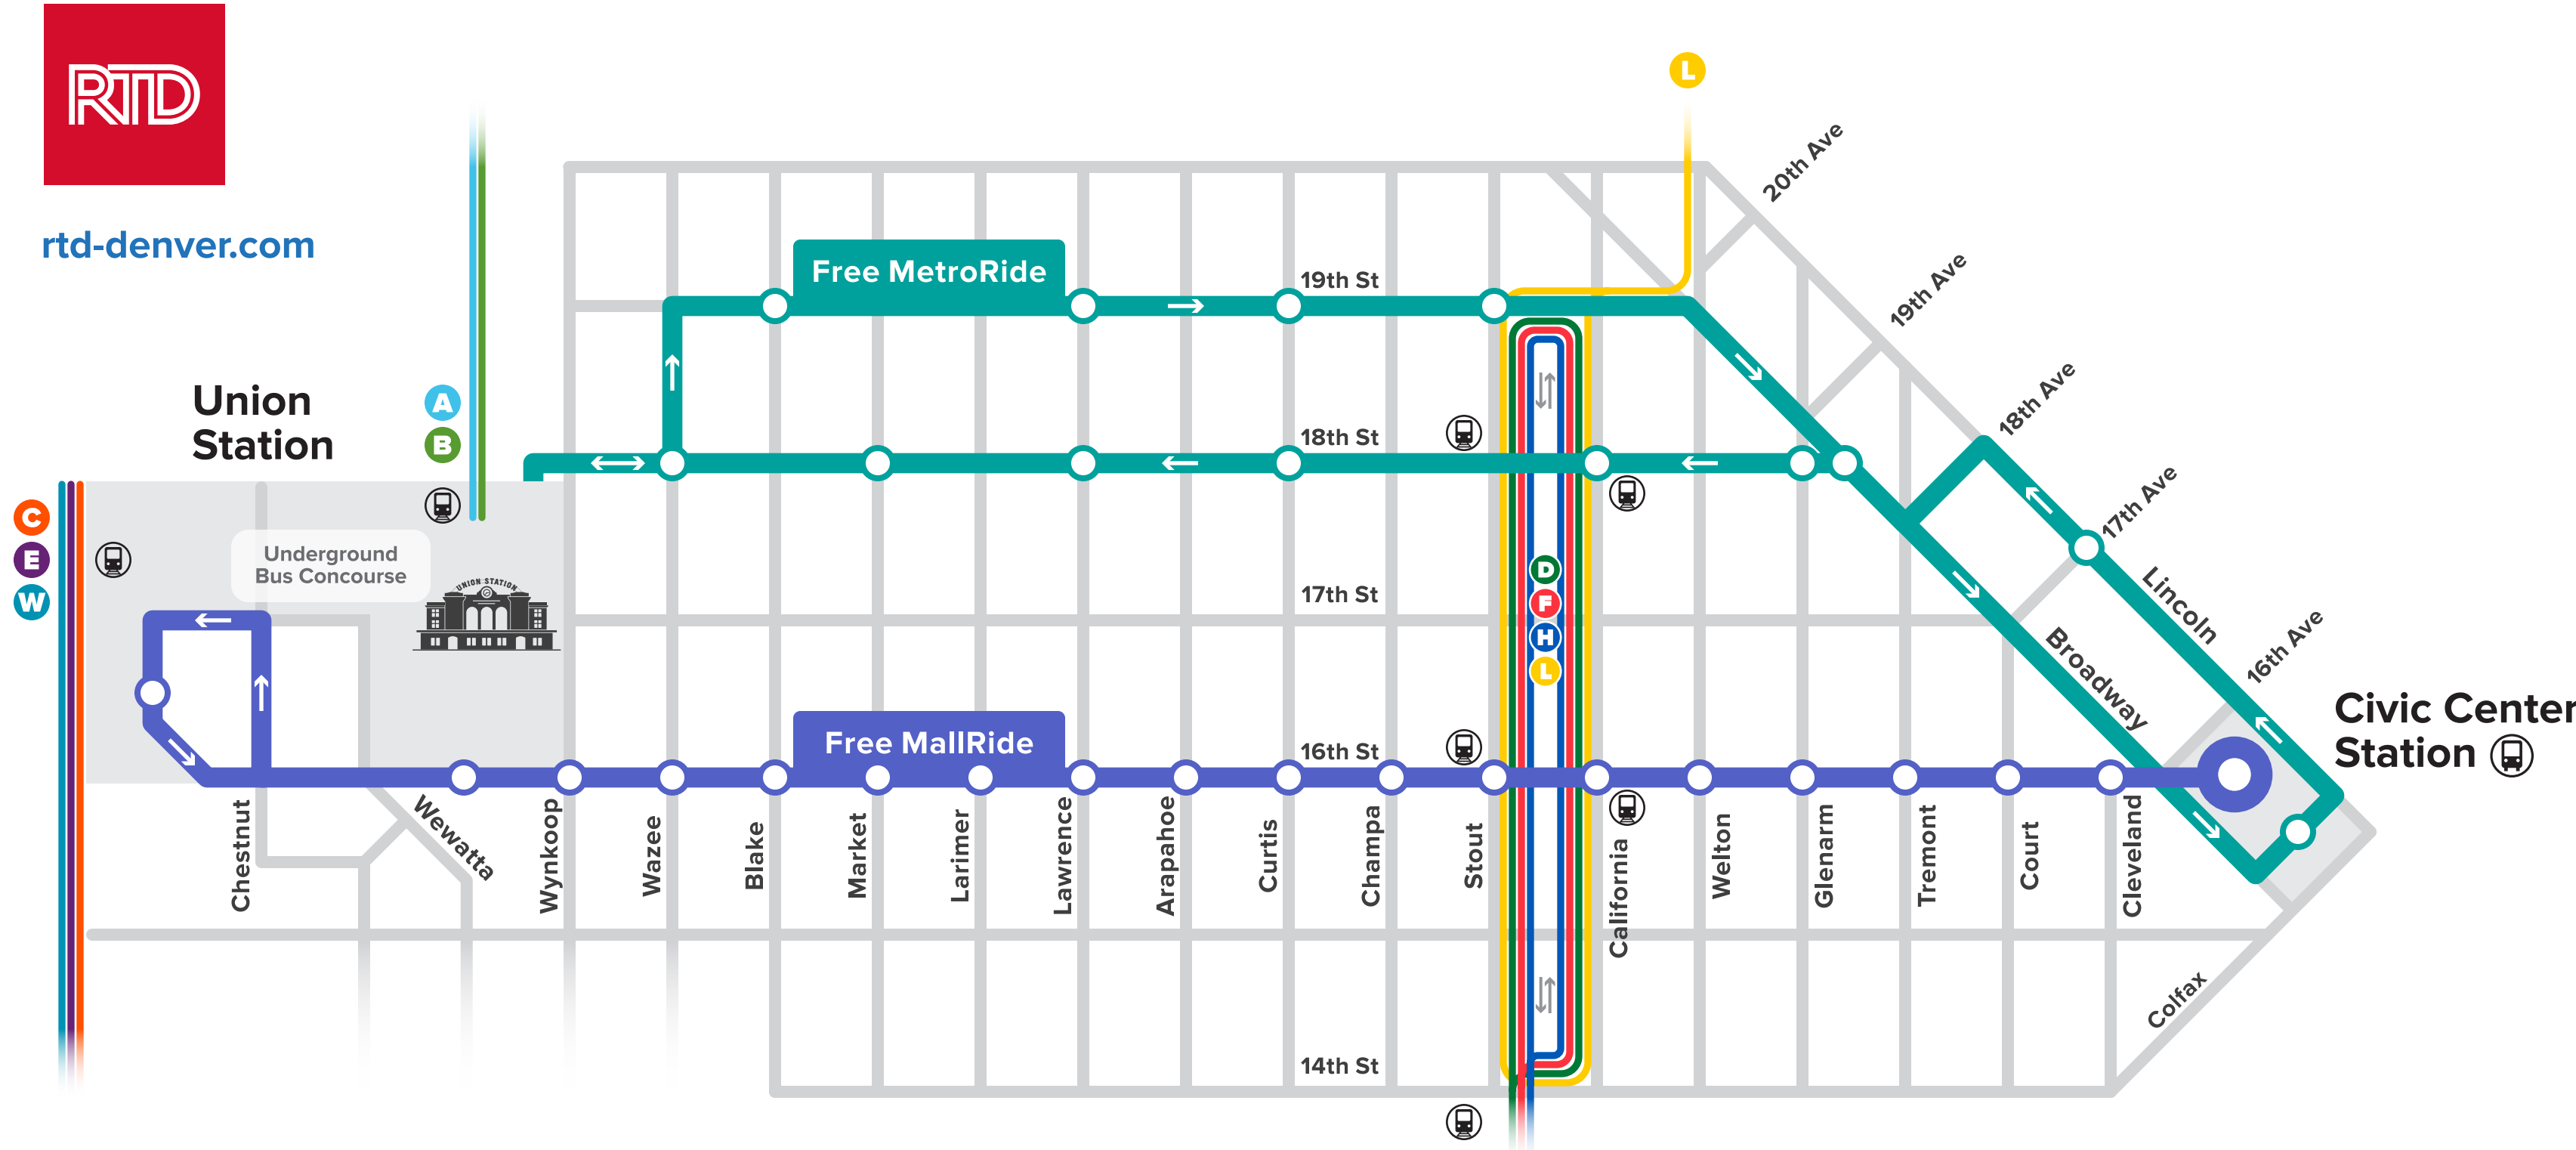 RTD
rtd-denver.com
L
20th Ave
19th Ave
18th Ave
17th Ave
16th Ave
Free MetroRide
19th St
Union
Station
A
B
18th St
C
E
W
Underground
Bus Concourse
UNION STATION
17th St
D
F
H
L
Lincoln
Broadway
Free MallRide
16th St
Civic Center
Station
Chestnut
Wewatta
Wynkoop
Wazee
Blake
Market
Larimer
Lawrence
Arapahoe
Curtis
Champa
Stout
California
Welton
Glenarm
Tremont
Court
Cleveland
Colfax
14th St